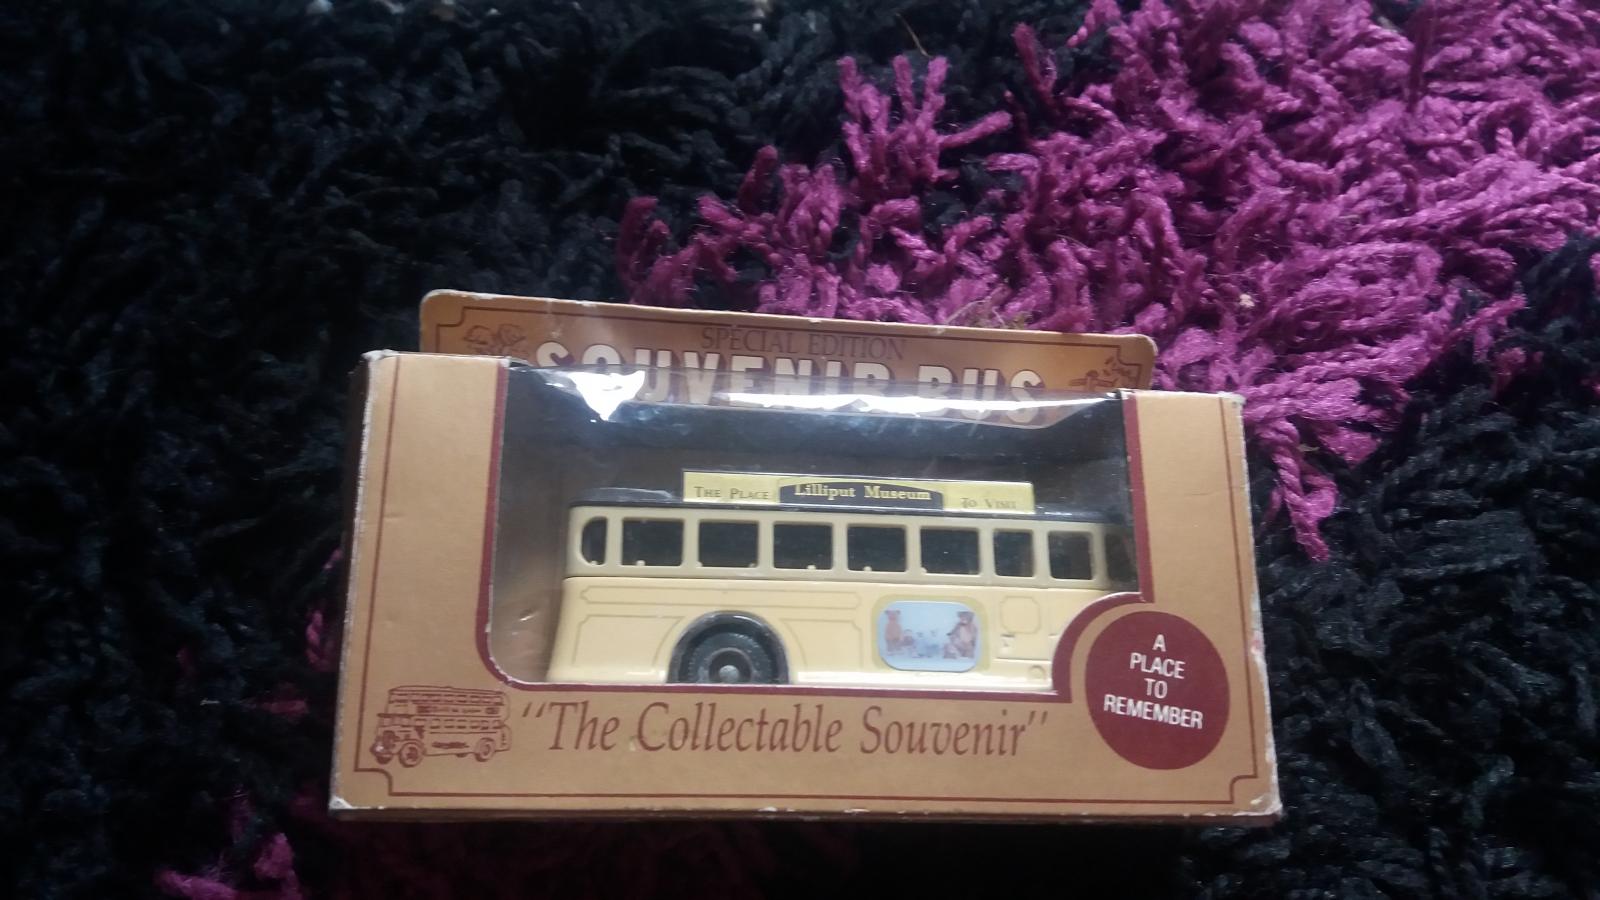 SPECIAL EDITION
SOUVENIR BUS
THE PLACE Lilliput Museum TO VISIT
A
PLACE
TO
REMEMBER
"The Collectable Souvenir"